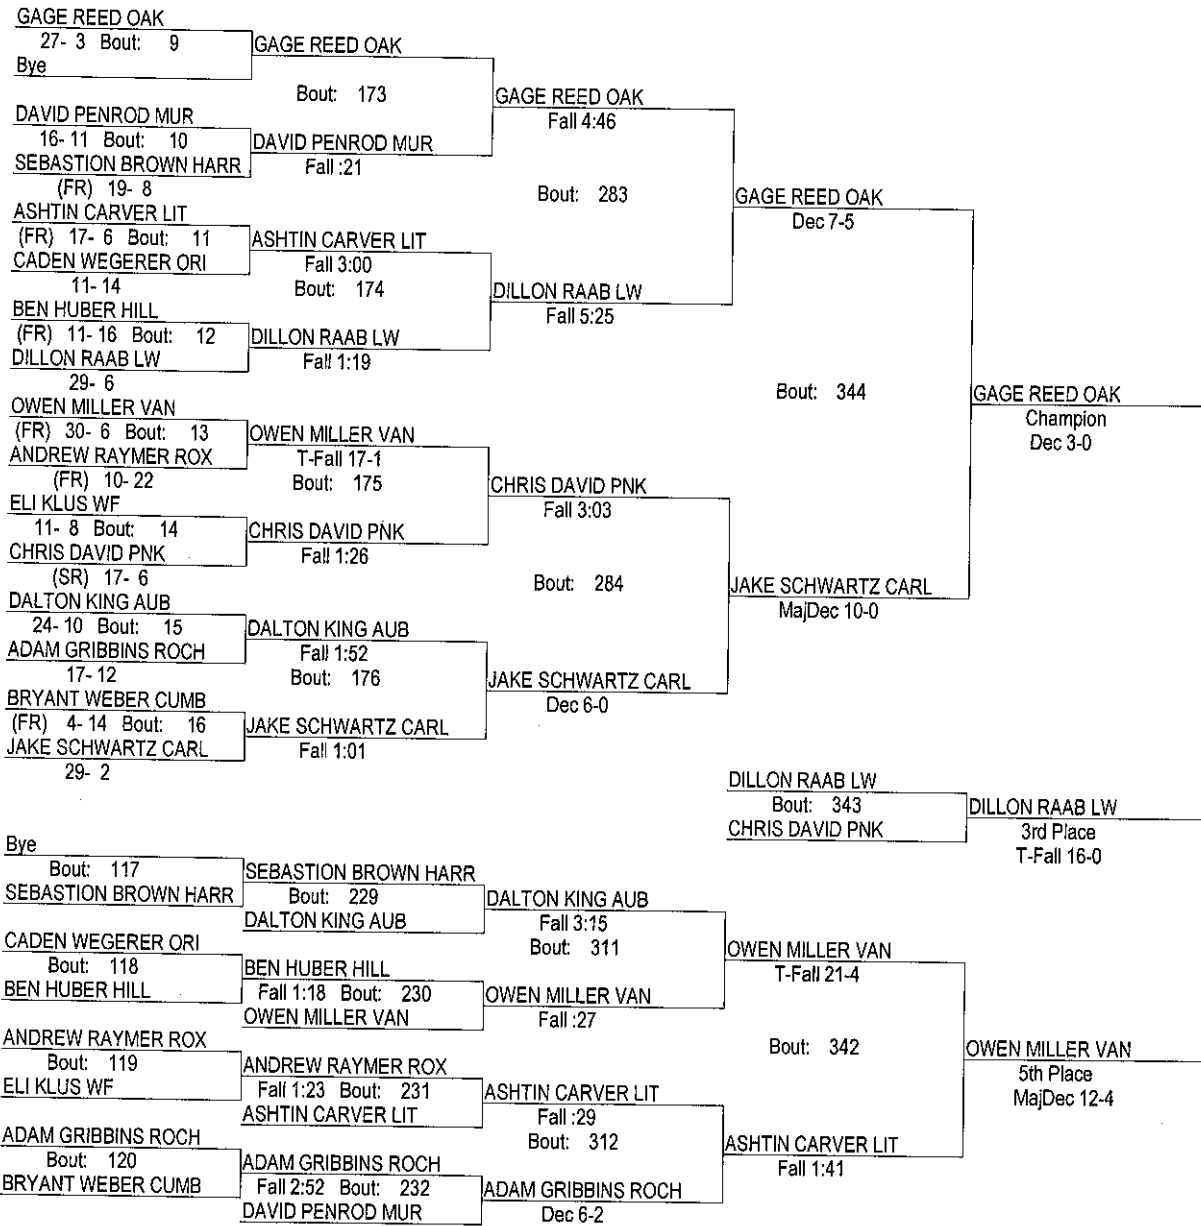 GAGE REED OAK
27- 3 Bout: 9
Bye
GAGE REED OAK
Bout: 173
DAVID PENROD MUR
16- 11 Bout: 10
SEBASTION BROWN HARR
(FR) 19- 8
DAVID PENROD MUR
Fall :21
GAGE REED OAK
Fall 4:46
Bout: 283
ASHTIN CARVER LIT
(FR) 17- 6 Bout: 11
CADEN WEGERER ORI
11- 14
ASHTIN CARVER LIT
Fall 3:00
Bout: 174
BEN HUBER HILL
(FR) 11- 16 Bout: 12
DILLON RAAB LW
29- 6
DILLON RAAB LW
Fall 1:19
DILLON RAAB LW
Fall 5:25
GAGE REED OAK
Dec 7-5
Bout: 344
OWEN MILLER VAN
(FR) 30- 6 Bout: 13
ANDREW RAYMER ROX
(FR) 10- 22
OWEN MILLER VAN
T-Fall 17-1
Bout: 175
ELI KLUS WF
11- 8 Bout: 14
CHRIS DAVID PNK
(SR) 17- 6
CHRIS DAVID PNK
Fall 1:26
CHRIS DAVID PNK
Fall 3:03
Bout: 284
DALTON KING AUB
24- 10 Bout: 15
ADAM GRIBBINS ROCH
17- 12
DALTON KING AUB
Fall 1:52
Bout: 176
BRYANT WEBER CUMB
(FR) 4- 14 Bout: 16
JAKE SCHWARTZ CARL
29- 2
JAKE SCHWARTZ CARL
Fall 1:01
JAKE SCHWARTZ CARL
Dec 6-0
JAKE SCHWARTZ CARL
MajDec 10-0
GAGE REED OAK
Champion
Dec 3-0
DILLON RAAB LW
Bout: 343
CHRIS DAVID PNK
DILLON RAAB LW
3rd Place
T-Fall 16-0
Bye
Bout: 117
SEBASTION BROWN HARR
SEBASTION BROWN HARR
Bout: 229
DALTON KING AUB
DALTON KING AUB
Fall 3:15
Bout: 311
CADEN WEGERER ORI
Bout: 118
BEN HUBER HILL
BEN HUBER HILL
Fall 1:18 Bout: 230
OWEN MILLER VAN
OWEN MILLER VAN
Fall :27
OWEN MILLER VAN
T-Fall 21-4
Bout: 342
ANDREW RAYMER ROX
Bout: 119
ELI KLUS WF
ANDREW RAYMER ROX
Fall 1:23 Bout: 231
ASHTIN CARVER LIT
ASHTIN CARVER LIT
Fall :29
Bout: 312
ADAM GRIBBINS ROCH
Bout: 120
BRYANT WEBER CUMB
ADAM GRIBBINS ROCH
Fall 2:52 Bout: 232
DAVID PENROD MUR
ADAM GRIBBINS ROCH
Dec 6-2
ASHTIN CARVER LIT
Fall 1:41
OWEN MILLER VAN
5th Place
MajDec 12-4